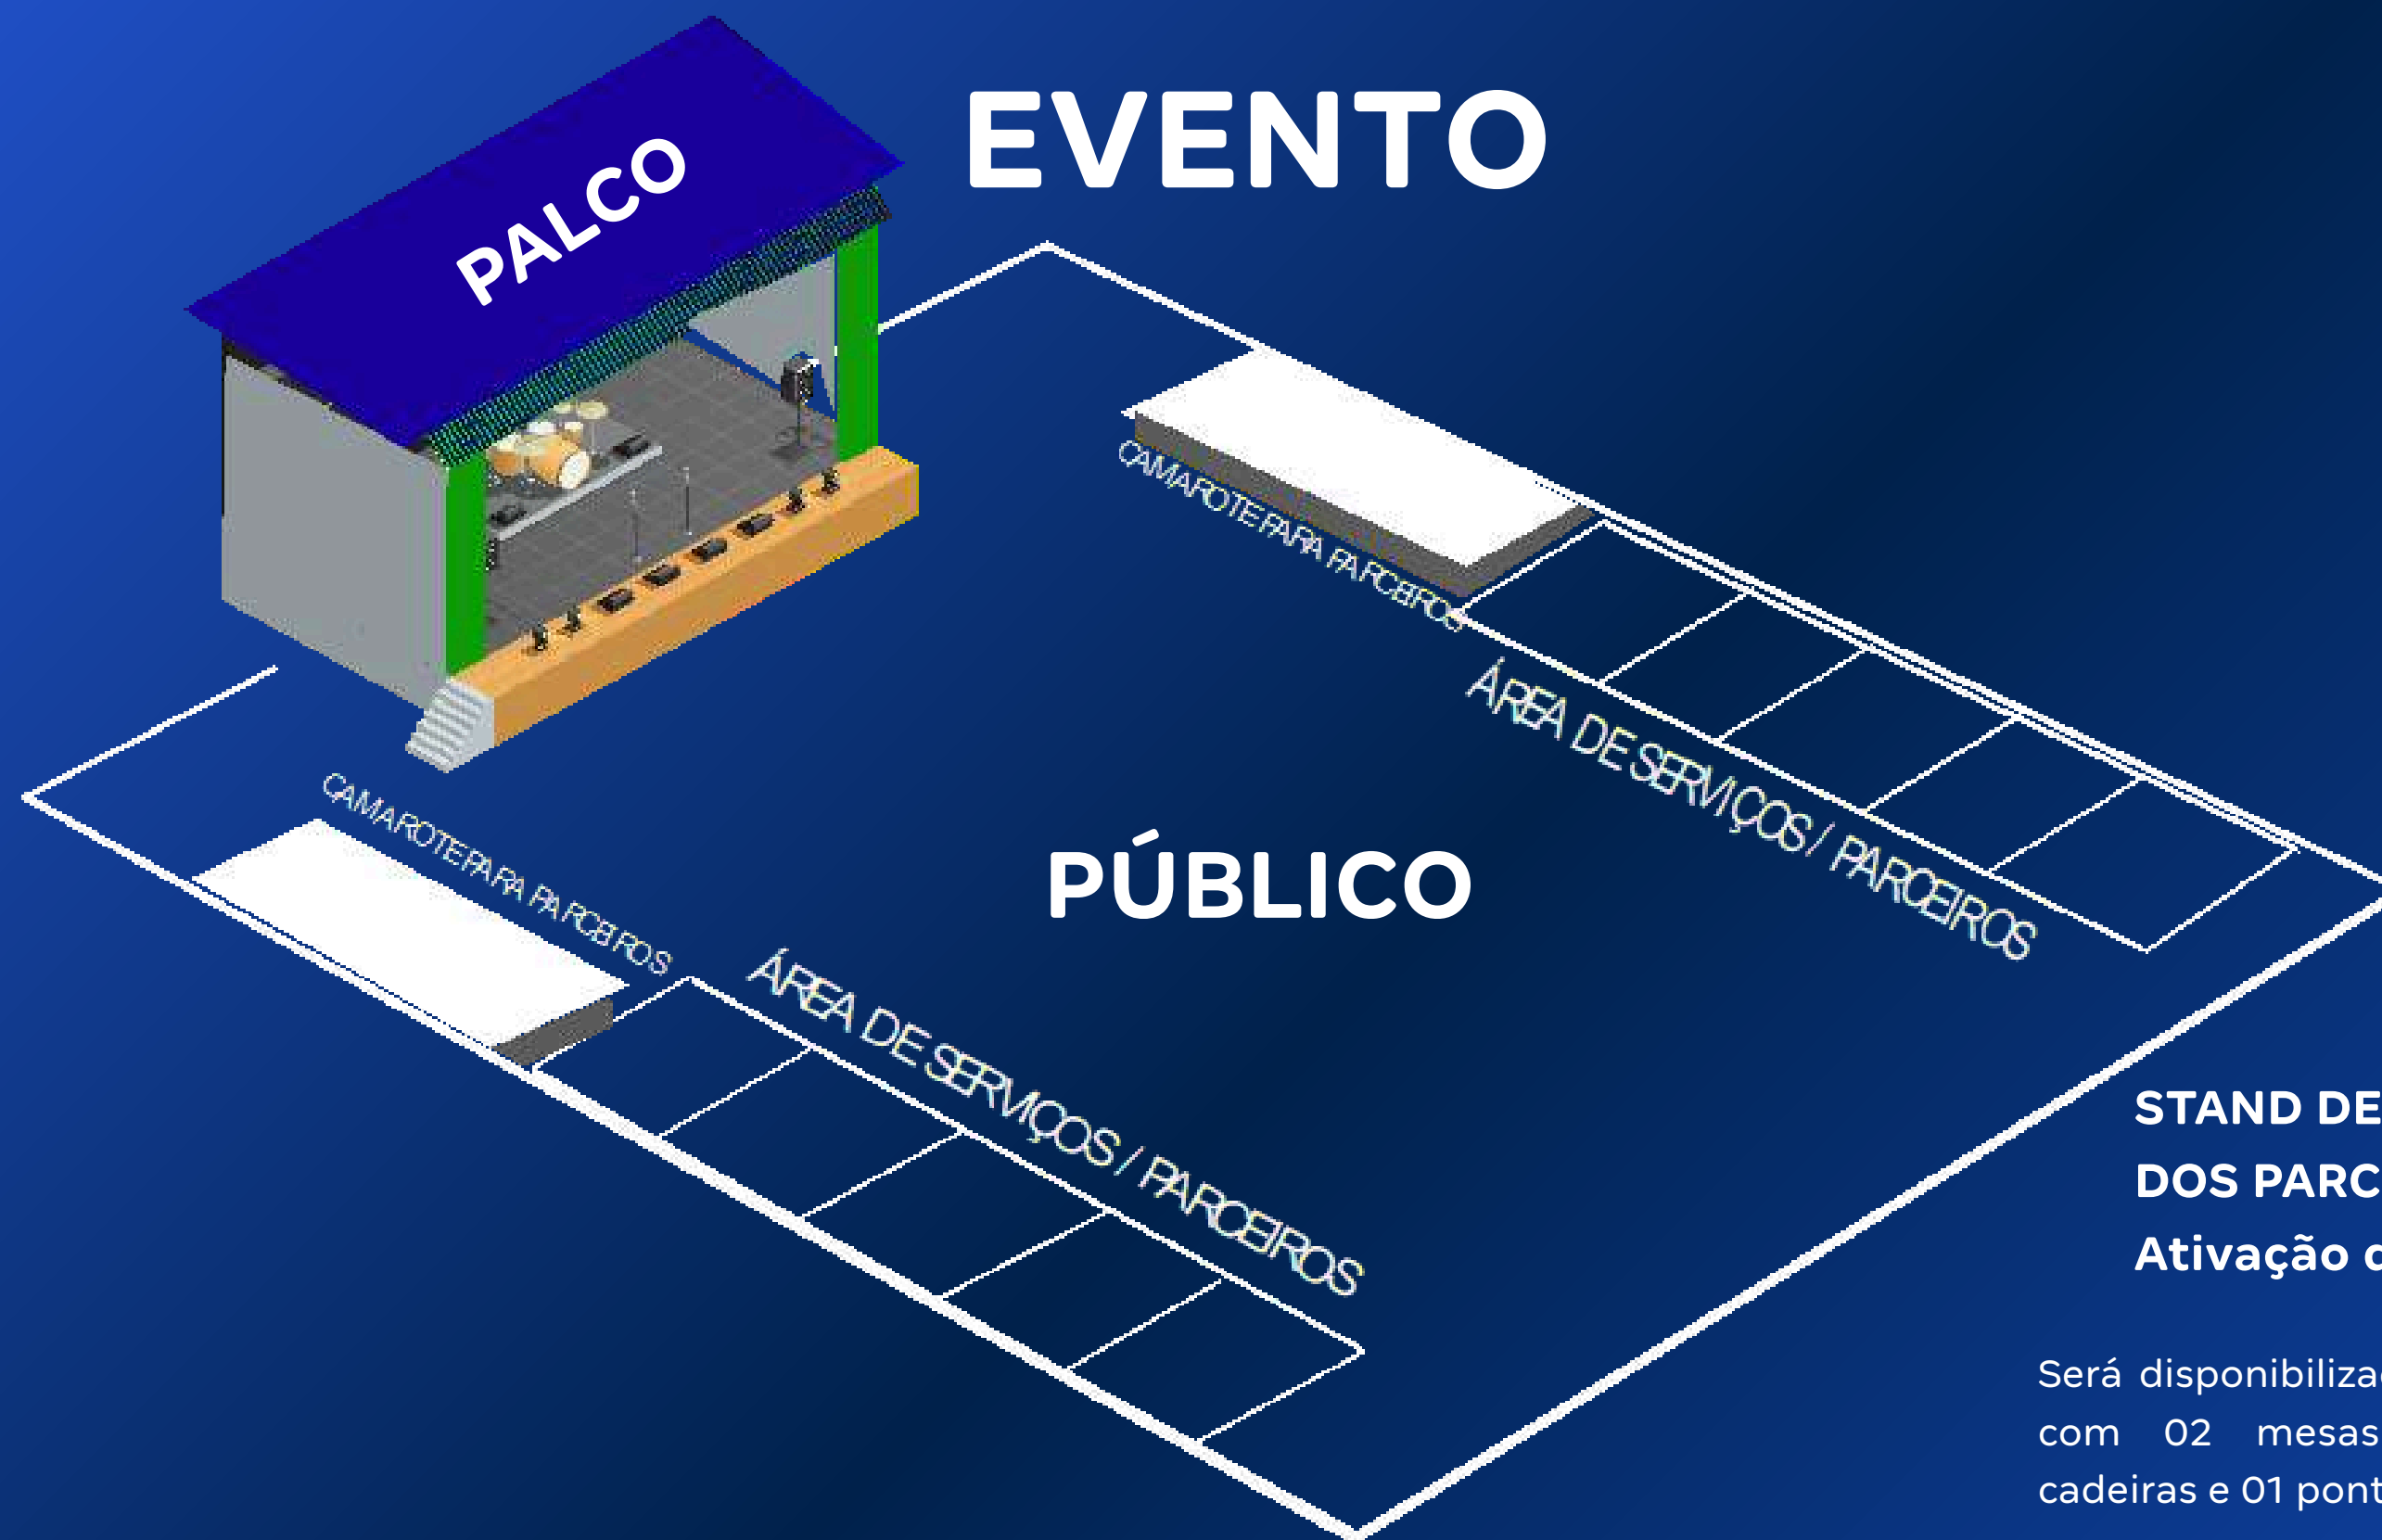 EVENTO
PALCO
CAMAROTE PARA PARCEIROS
ÁREA DE SERVIÇOS / PARCEIROS
PÚBLICO
CAMAROTE PARA PARCEIROS
ÁREA DE SERVIÇOS / PARCEIROS
STAND DE
DOS PARC
Ativação
Será disponibiliza
com 02 mesas
cadeiras e 01 pont